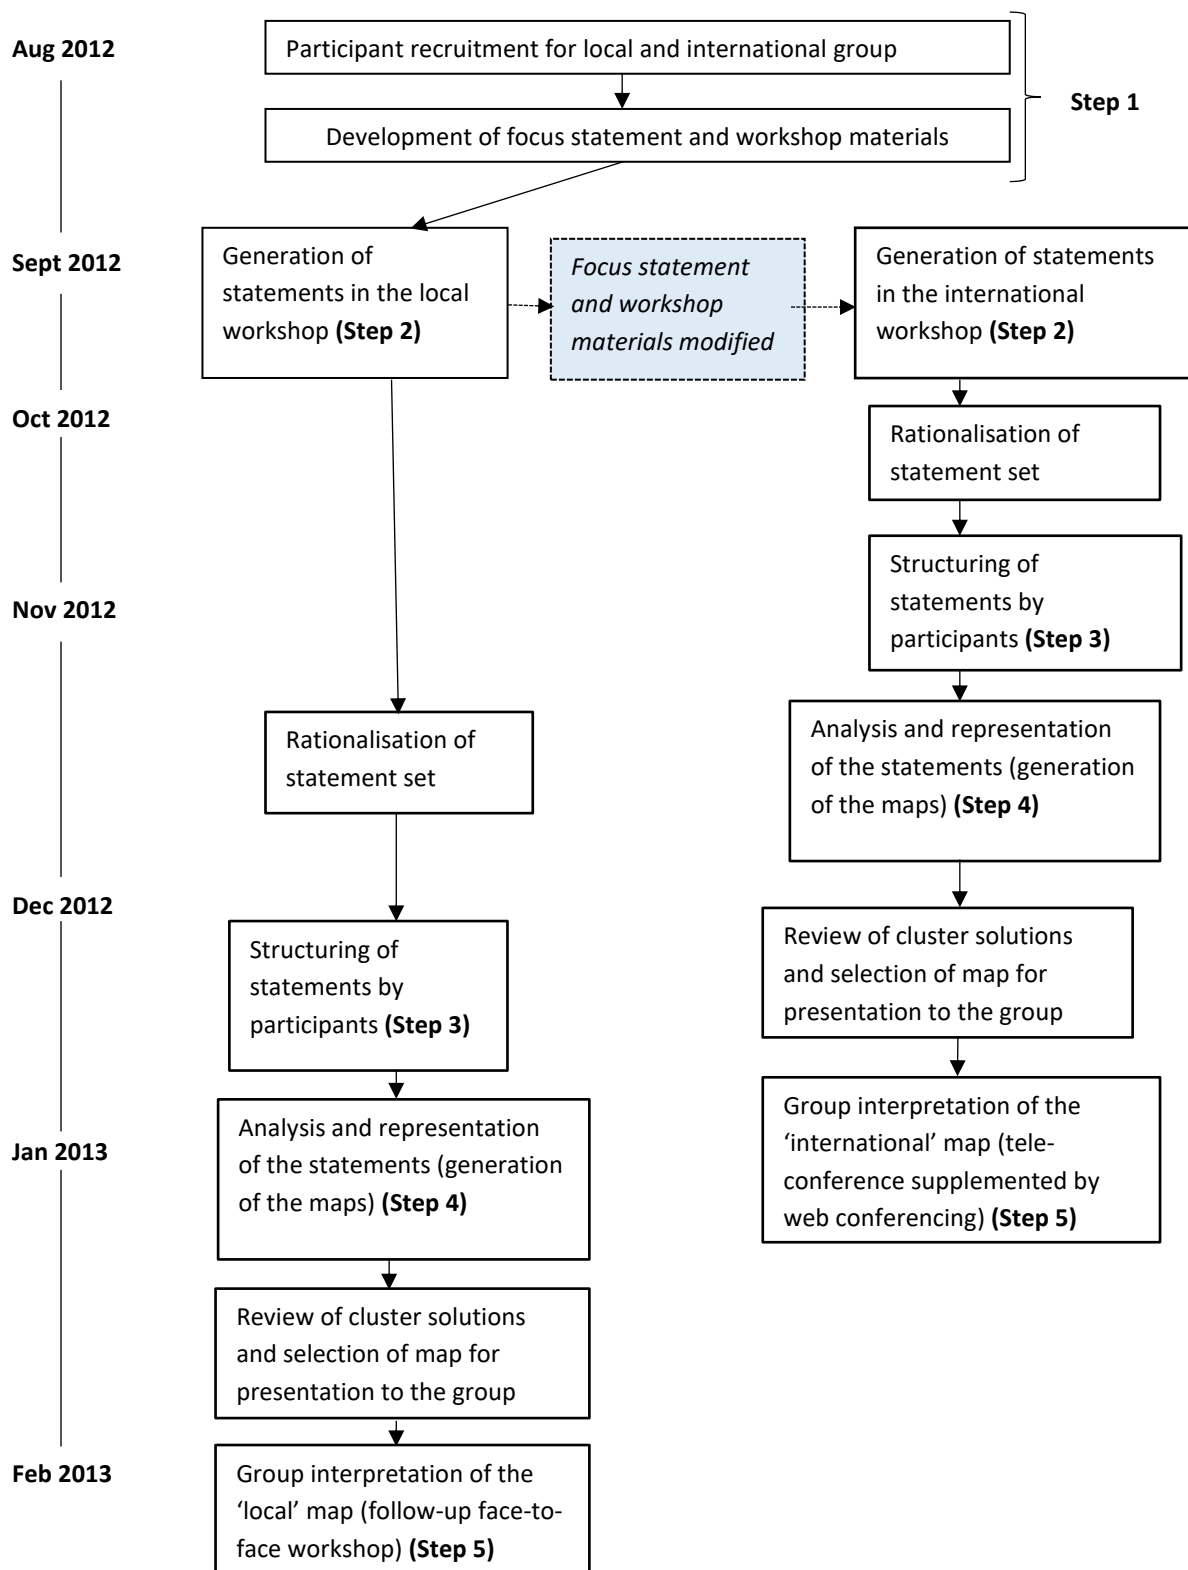 Aug 2012
Participant recruitment for local and international group
Step 1
Development of focus statement and workshop materials
Sept 2012
Generation of
statements in the local
workshop (Step 2)
Focus statement
and workshop
materials modified
Generation of statements
in the international
workshop (Step 2)
Oct 2012
Rationalisation of
statement set
Structuring of
statements by
participants (Step 3)
Nov 2012
Rationalisation of
statement set
Analysis and representation
of the statements (generation
of the maps) (Step 4)
Dec 2012
Structuring of
statements by
participants (Step 3)
Review of cluster solutions
and selection of map for
presentation to the group
Jan 2013
Analysis and representation
of the statements (generation
of the maps) (Step 4)
Group interpretation of the
‘international’ map (tele-
conference supplemented by
web conferencing) (Step 5)
Review of cluster solutions
and selection of map for
presentation to the group
Feb 2013
Group interpretation of the
‘local’ map (follow-up face-to-
face workshop) (Step 5)